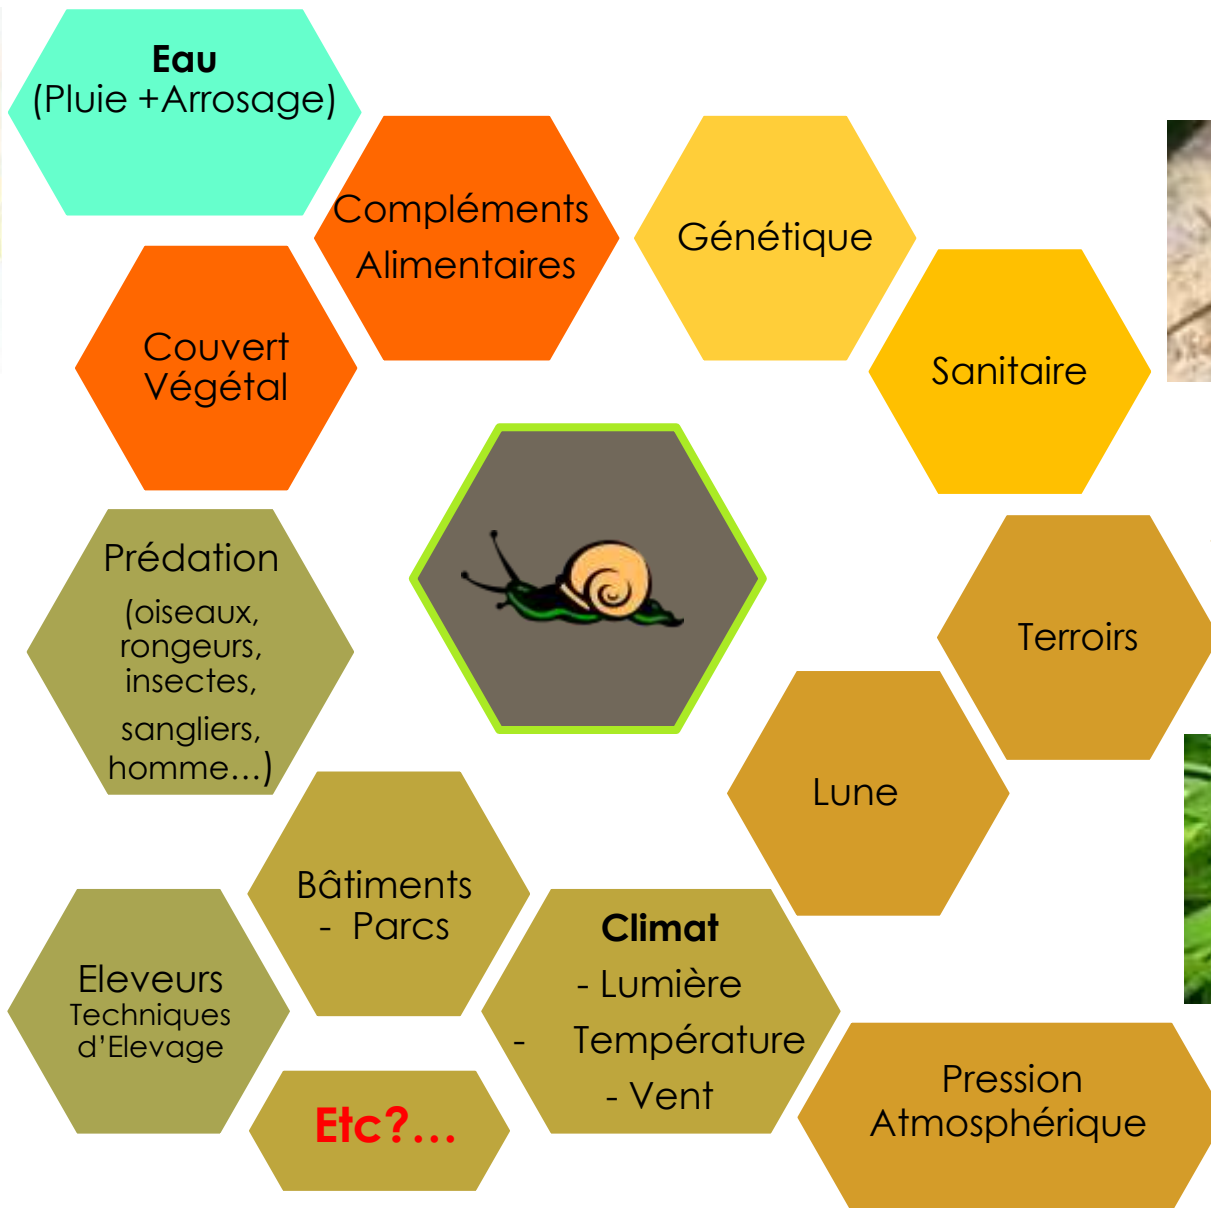 Eau
(Pluie +Arrosage)
Compléments
Alimentaires
Génétique
Couvert
Végétal
Sanitaire
Prédation
(oiseaux,
rongeurs,
insectes,
sangliers,
homme…)
Terroirs
Lune
Bâtiments
- Parcs
Climat
- Lumière
- Température
- Vent
Eleveurs
Techniques
d’Elevage
Etc?...
Pression
Atmosphérique